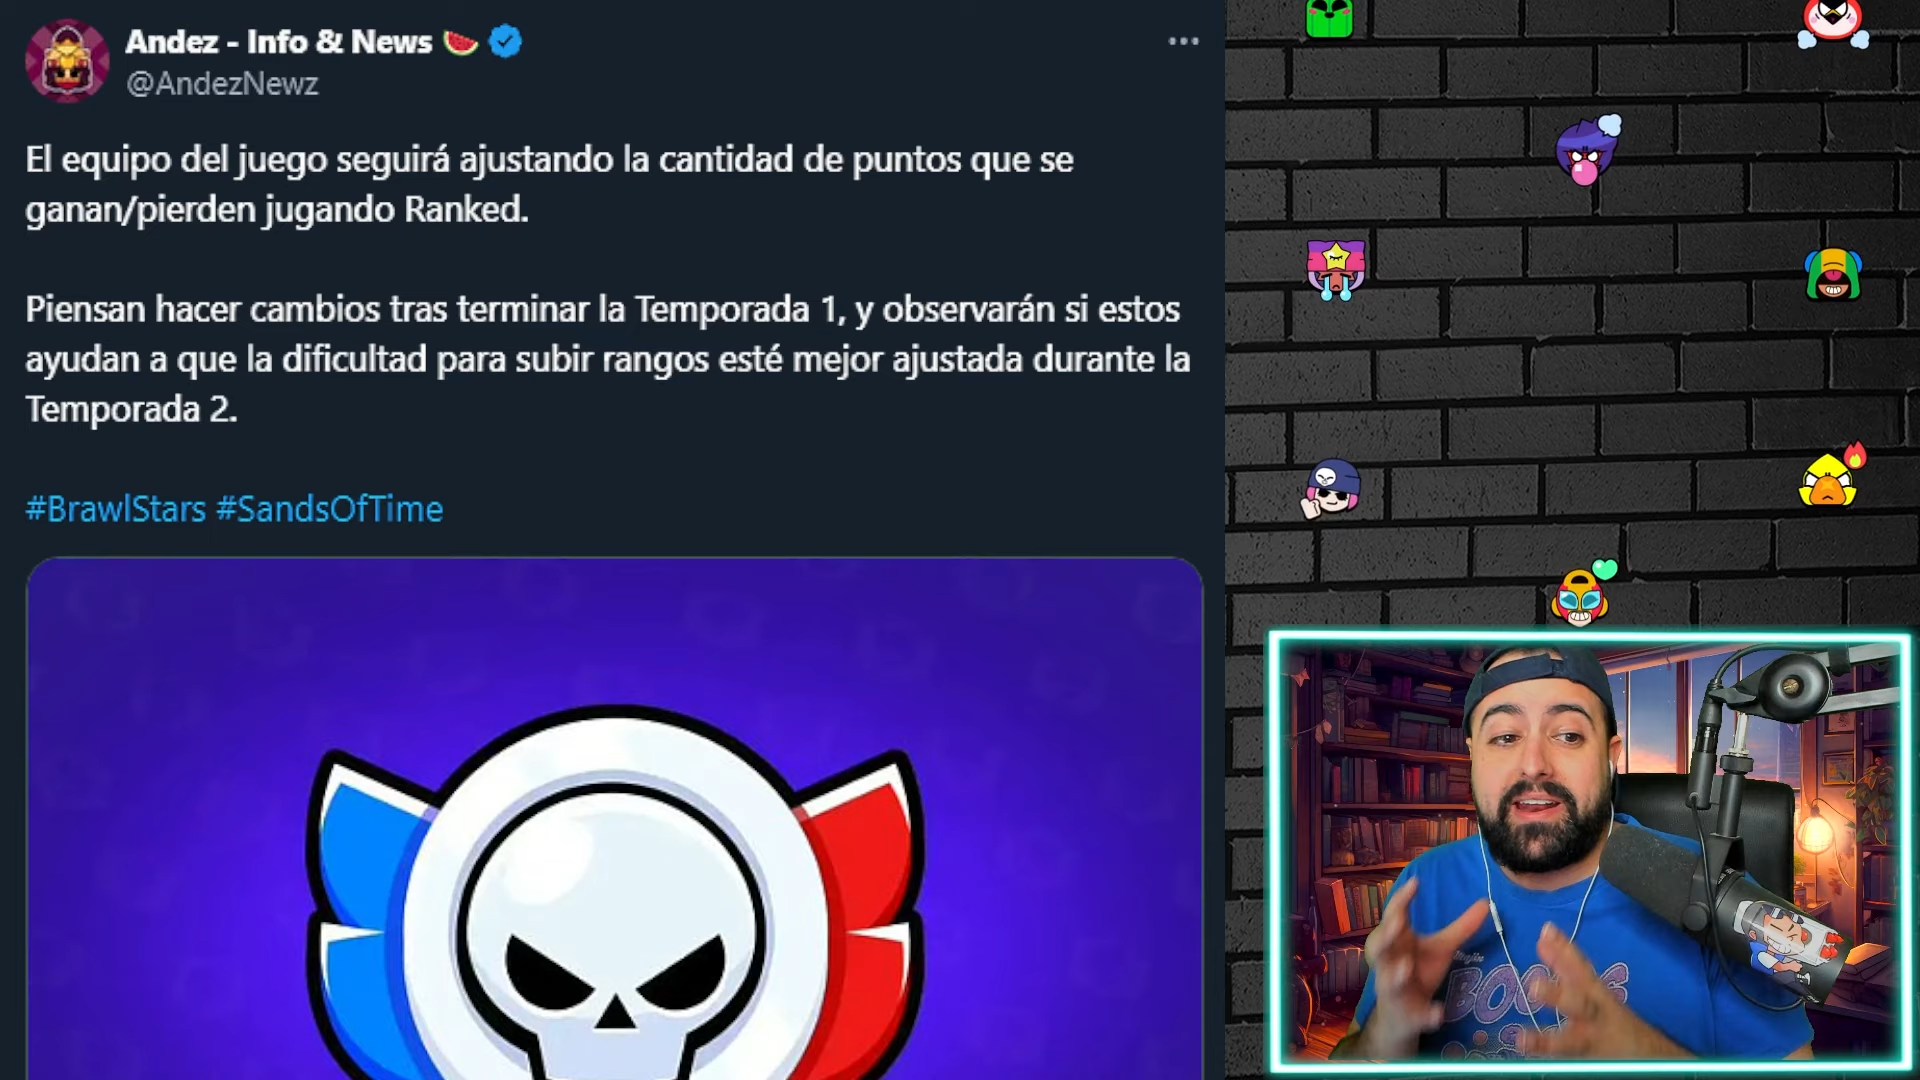 Andez - Info & News
@AndezNewz
El equipo del juego seguirá ajustando la cantidad de puntos que se
ganan/pierden jugando Ranked.
Piensan hacer cambios tras terminar la Temporada 1, y observarán si estos
ayudan a que la dificultad para subir rangos esté mejor ajustada durante la
Temporada 2.
#BrawlStars #SandsOfTime